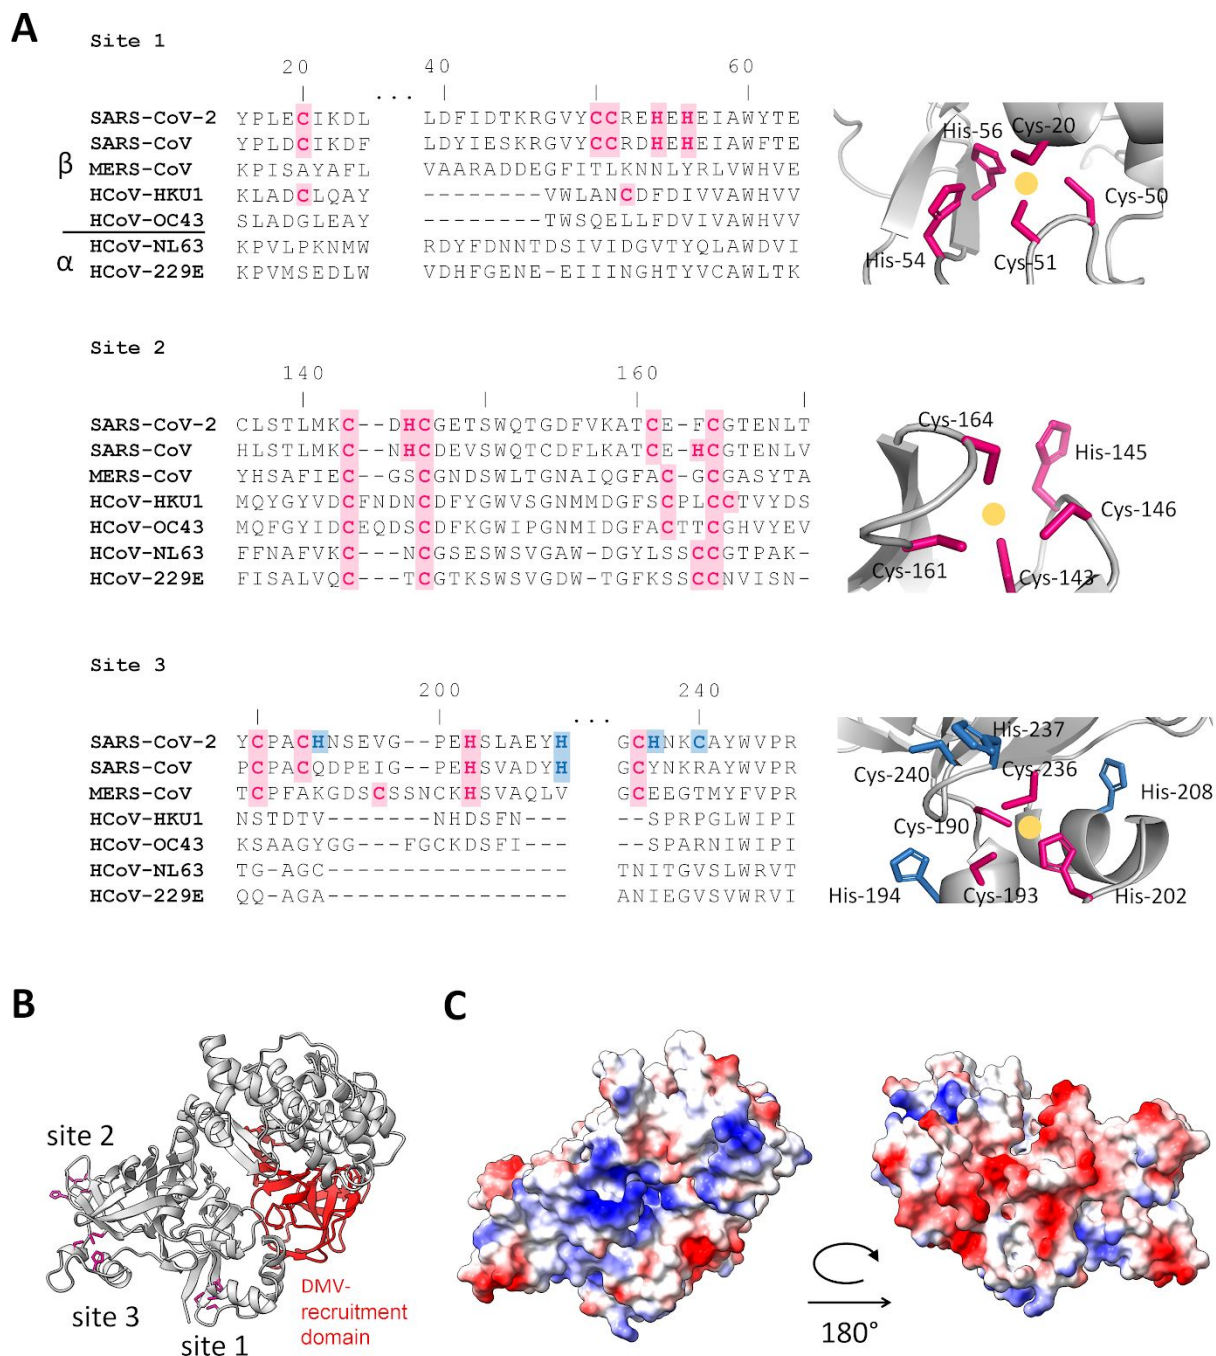 A
Site 1
20 40 60
...
SARS-CoV-2 YPLECIKDL LDFIDTKRGVYCCREHEHEIAWYTE
SARS-CoV YPLDCIKDF LDYIESKRGVYCCRDHEHEIAWFTE
MERS-CoV KPISAYAFL VARADDEGFITLKNNLYRLVWHVE
HCoV-HKU1 KLADCLQAY --------VWLANCDFDIVAWHVV
HCoV-OC43 SLADGLEAY --------TWSQELLFDIVVAWHVV
HCoV-NL63 KPVLPKNMW RDYFDNNTDSIVIDGVTYQLAWDVI
HCoV-229E KPVMSEDLW VDHFGENE-EIIINGHTYVCAWLTK
β
α
His-56 Cys-20
Cys-50
His-54 Cys-51
Site 2
140 160
SARS-CoV-2 CLSTLMKC--DHCGETSWQTGDFVKATCE-FCGTENLT
SARS-CoV HLSTLMKC--NHCDEVSWQTCDFLKATCE-HCGTENLV
MERS-CoV YHSAFIEC--GSCGNDSWLTGNAIQGFAC-GCGASYTA
HCoV-HKU1 MQYGYVDCFNDNCDFYGWVSGNMMDGFSCPLCCTVYDS
HCoV-OC43 MQFGYIDCEQDSCDFKGWIPGNMIDGFACTTCGHVYEV
HCoV-NL63 FFNAFVKC---NCGSESWSVGAW-DGYLSSCCGTPAK-
HCoV-229E FISALVQC---TCGTKSWSVGDW-TGFKSSCCNVISN-
Cys-164
His-145
Cys-146
Cys-161 Cys-143
Site 3
200 240
...
SARS-CoV-2 YCPACHNSEVG--PEHSLAEYH GCHNKCAYWVPR
SARS-CoV PCPACQDPEIG--PEHSVADYH GCYNKRAYWVPR
MERS-CoV TCPFAKGDSCSSNCKHSVAQLV GCEEGTMYFVPR
HCoV-HKU1 NSTDTV-------NHDSFN--- --SPRPGLWIPI
HCoV-OC43 KSAAGYGG---FGCKDSFI--- --SPARNIWIPI
HCoV-NL63 TG-AGC---------------- TNITGVSLWRVT
HCoV-229E QQ-AGA---------------- ANIEGVSVWRVI
His-237
Cys-240 Cys-236
His-208
Cys-190
His-194 Cys-193 His-202
B
site 2
site 3
site 1
DMV-
recruitment
domain
C
180°